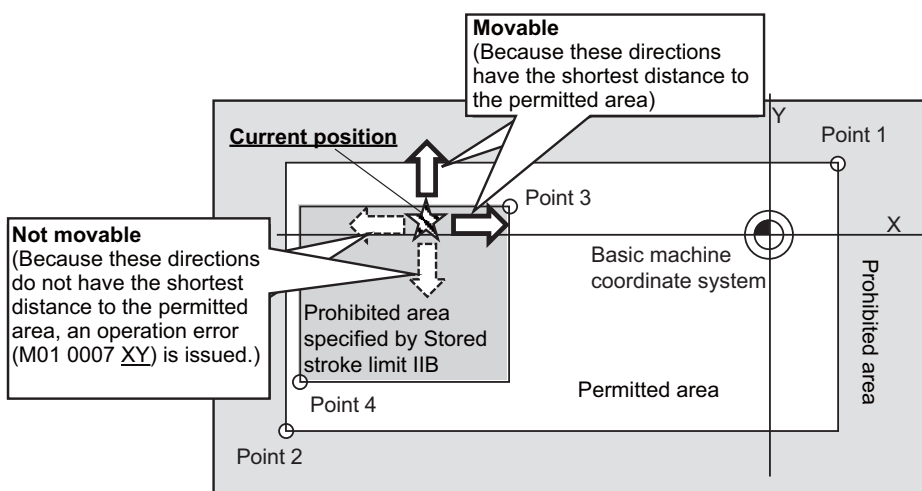 Movable
(Because these directions
have the shortest distance to
the permitted area)
Y
Point 1
Current position
Point 3
X
Not movable
(Because these directions
do not have the shortest
distance to the permitted
area, an operation error
(M01 0007 XY) is issued.)
Basic machine
coordinate system
Prohibited area
Prohibited area
specified by Stored
stroke limit IIB
Permitted area
Point 4
Point 2